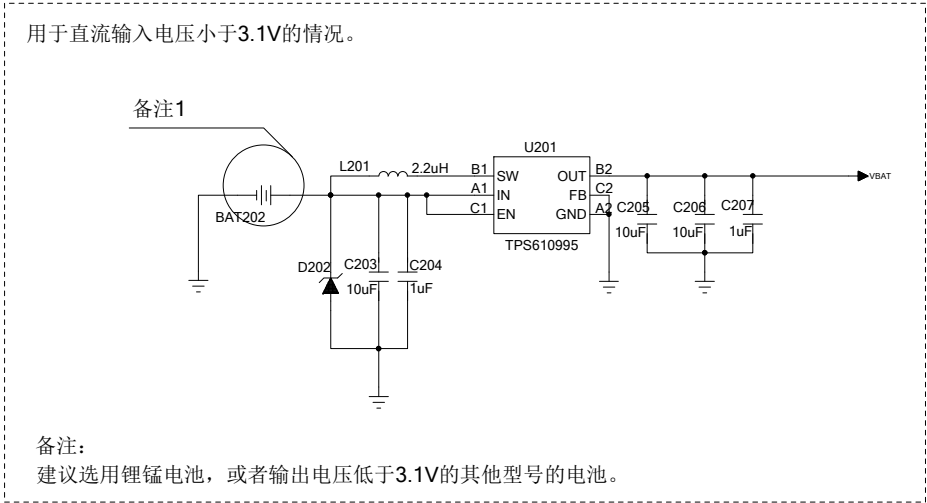 用于直流输入电压小于3.1V的情况。
备注1
U201
L201 2.2uH B1 SW OUT B2
A1 IN FB C2
C1 EN GND A2
BAT202
TPS610995
C205 C206 C207
10uF 10uF 1uF
VBAT
D202 C203 C204
10uF 1uF
备注：
建议选用锂锰电池，或者输出电压低于3.1V的其他型号的电池。